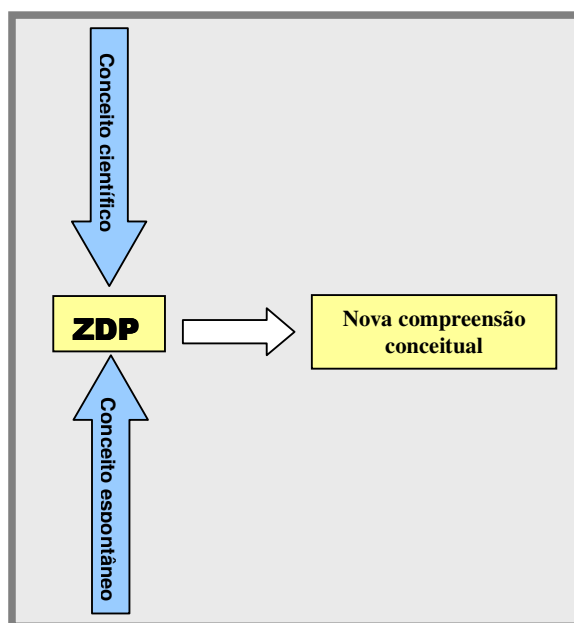 Conceito científico
ZDP
Nova compreensão
conceitual
Conceito espontâneo